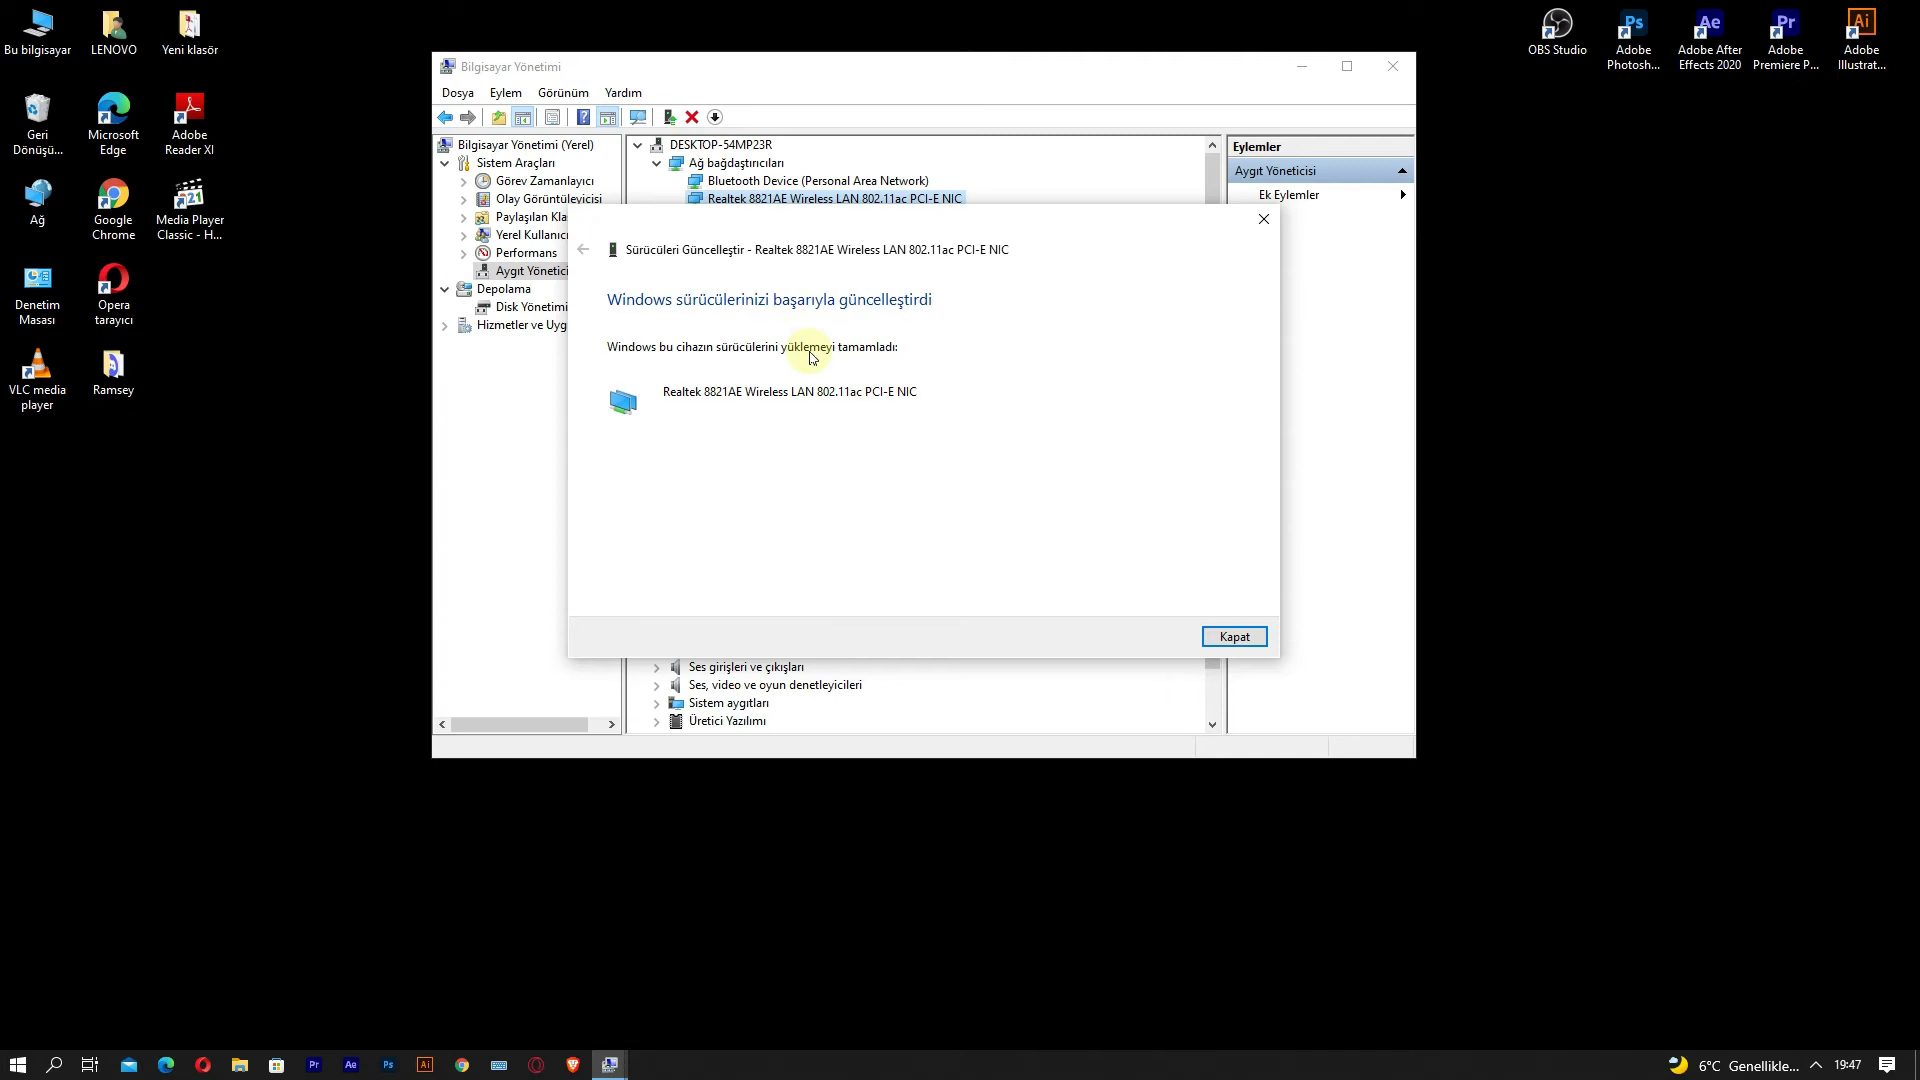 Bu bilgisayar
LENOVO
Yeni klasör
Geri
Dönüşü...
Microsoft
Edge
Adobe
Reader XI
Ağ
Google
Chrome
Media Player
Classic - H...
Denetim
Masası
Opera
tarayıcı
VLC media
player
Ramsey
OBS Studio
Adobe
Photosh...
Adobe After
Effects 2020
Adobe
Premiere P...
Adobe
Illustrat...
Bilgisayar Yönetimi
Dosya Eylem Görünüm Yardım
Bilgisayar Yönetimi (Yerel)
Sistem Araçları
Görev Zamanlayıcı
Olay Görüntüleyicisi
Paylaşılan Kla
Yerel Kullanıcı
Performans
Aygıt Yönetici
Depolama
Disk Yönetimi
Hizmetler ve Uyg
DESKTOP-54MP23R
Ağ bağdaştırıcıları
Bluetooth Device (Personal Area Network)
Realtek 8821AE Wireless LAN 802.11ac PCI-E NIC
Eylemler
Aygıt Yöneticisi
Ek Eylemler
Sürücüleri Güncelleştir - Realtek 8821AE Wireless LAN 802.11ac PCI-E NIC
Windows sürücülerinizi başarıyla güncelleştirdi
Windows bu cihazın sürücülerini yüklemeyi tamamladı:
Realtek 8821AE Wireless LAN 802.11ac PCI-E NIC
Kapat
Ses girişleri ve çıkışları
Ses, video ve oyun denetleyicileri
Sistem aygıtları
Üretici Yazılımı
6°C Genellikle... 19:47